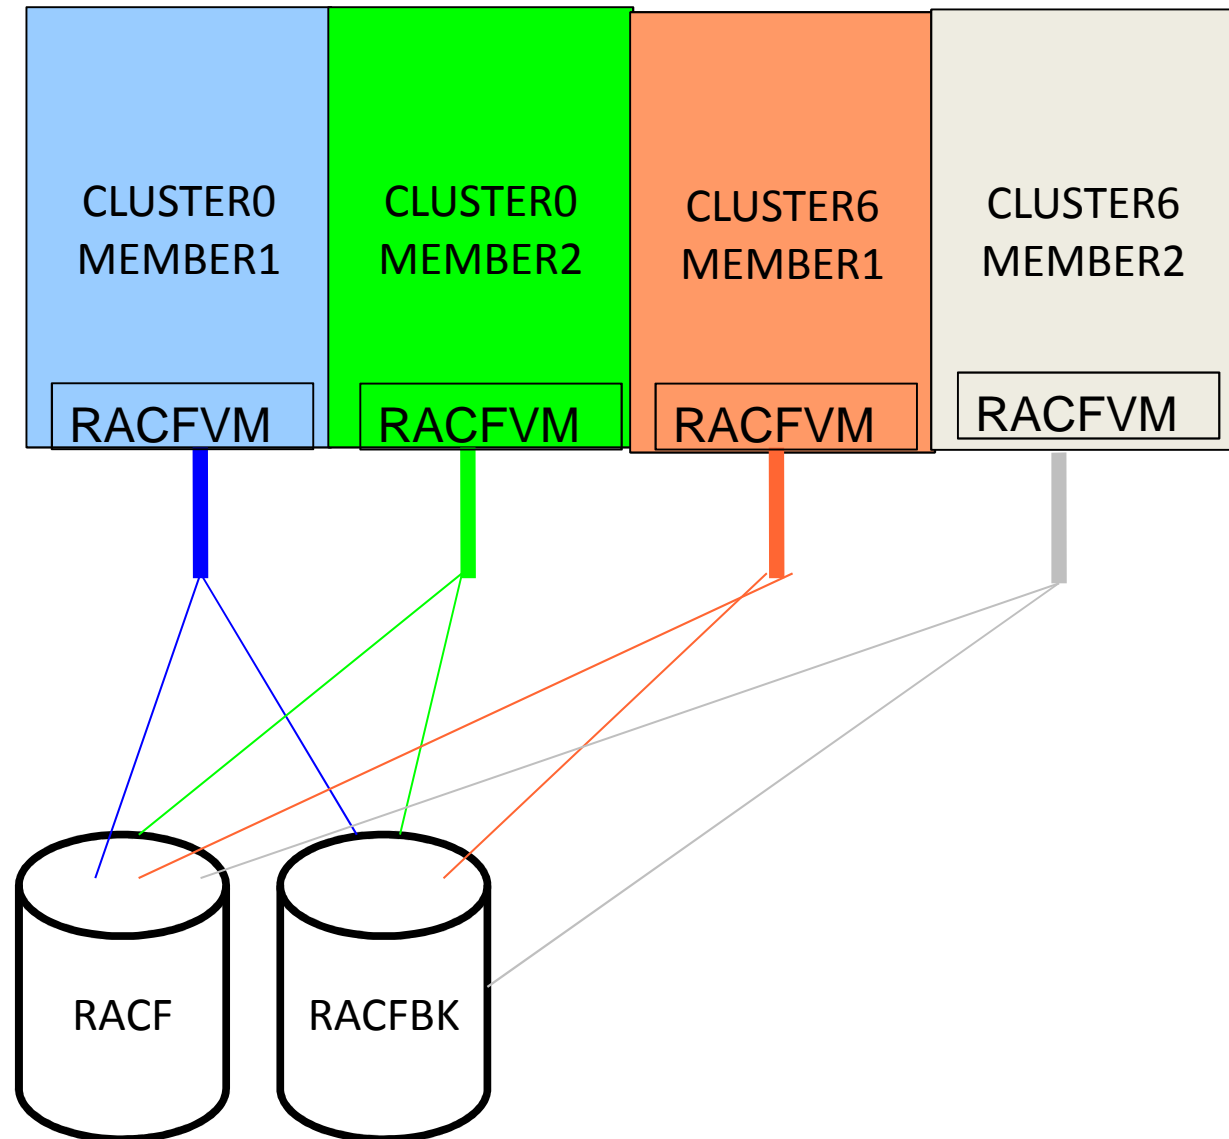 CLUSTER0
MEMBER1
CLUSTER0
MEMBER2
CLUSTER6
MEMBER1
CLUSTER6
MEMBER2
RACFVM
RACFVM
RACFVM
RACFVM
RACF
RACFBK